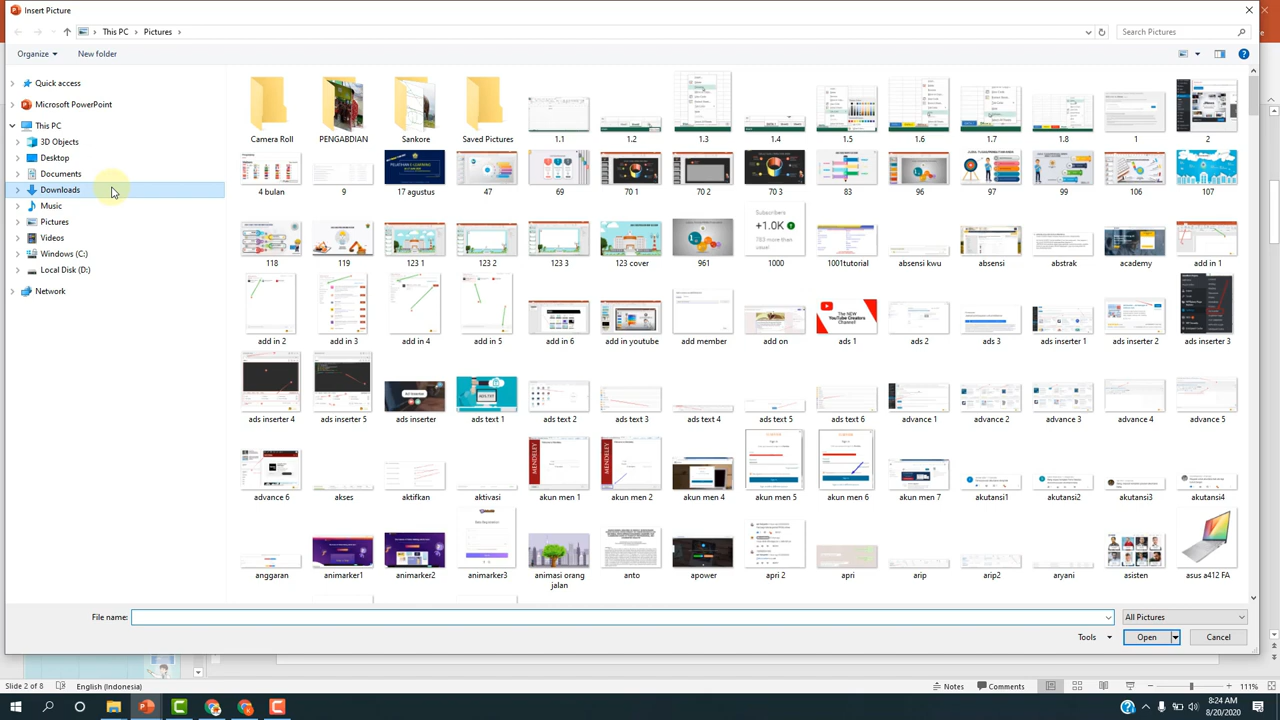 Insert Picture
This PC
Pictures
Search Pictures
Organize
New folder
Quick access
Microsoft PowerPoint
This PC
3D Objects
Desktop
Documents
Downloads
Music
Pictures
Videos
Windows (C:)
Local Disk (D:)
Network
Camera Roll
PENGABDIAN
Sankore
Saved Pictures
1.1
1.2
1.3
1.4
1.5
1.6
1.7
1.8
1
2
4 bulan
9
17 agustus
47
69
70 1
70 2
70 3
83
96
97
99
106
107
118
119
123 1
123 2
123 3
123 cover
961
Subscribers
+1.0K
1000
1001tutorial
absensi kwu
absensi
abstrak
academy
add in 1
add in 2
add in 3
add in 4
add in 5
add in 6
add in youtube
add member
add on
The NEW
YouTube Creators
Channel
ads 1
ads 2
ads 3
ads inserter 1
ads inserter 2
ads inserter 3
ads inserter 4
ads inserter 5
ads inserter
ads text 1
ads text 2
ads text 3
ads text 4
ads text 5
ads text 6
advance 1
advance 2
advance 3
advance 4
advance 5
advance 6
akses
aktifkan
aktivasi
MENDELEY
akun men 1
MENDELEY
akun men 2
akun men 4
akun men 5
akun men 6
akun men 7
akutansi1
akutansi2
akutansi3
akutansi4
anggaran
animarker1
animarker2
animarker3
animasi orang
jalan
anto
apower
apri 2
apri
arip
arip2
aryani
asisten
asus a412 FA
File name:
All Pictures
Tools
Open
Cancel
Slide 2 of 8
English (Indonesia)
Notes
Comments
111%
8:24 AM
8/20/2020